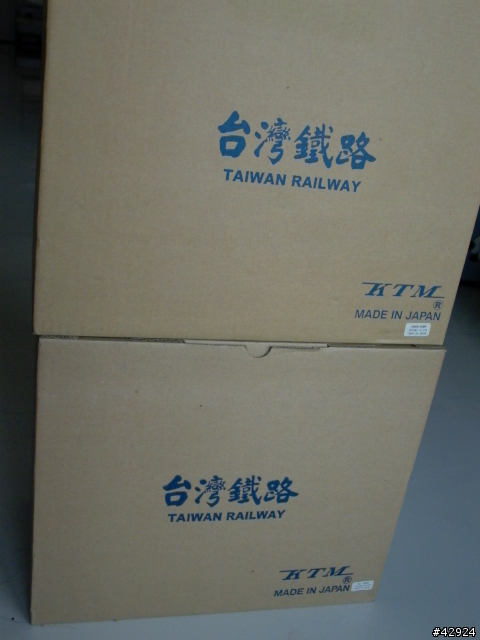 台灣鐵路
TAIWAN RAILWAY
KTM
®
MADE IN JAPAN
台灣鐵路
TAIWAN RAILWAY
KTM
®
MADE IN JAPAN
#42924